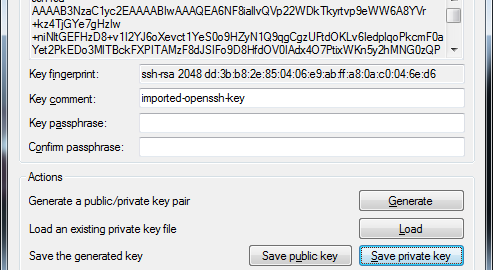 AAAAB3NzaC1yc2EAAAABIwAAAQEA6NF8iallvQVp22WDkTkyrtvp9eWW6A8YVr
+kz4TjGYe7gHzIw
+niNltGEFHzD8+v1I2YJ6oXevct1YeS0o9HZyN1Q9qgCgzUFtdOKLv6IedpIqoPkcmF0a
Yet2PkEDo3MITBckFXPITAMzF8dJSIFo9D8HfdOV0IAdx4O7PtixWKn5y2hMNG0zQP
Key fingerprint: ssh-rsa 2048 dd:3b:b8:2e:85:04:06:e9:ab:ff:a8:0a:c0:04:6e:d6
Key comment: imported-openssh-key
Key passphrase:
Confirm passphrase:
Actions
Generate a public/private key pair Generate
Load an existing private key file Load
Save the generated key Save public key Save private key